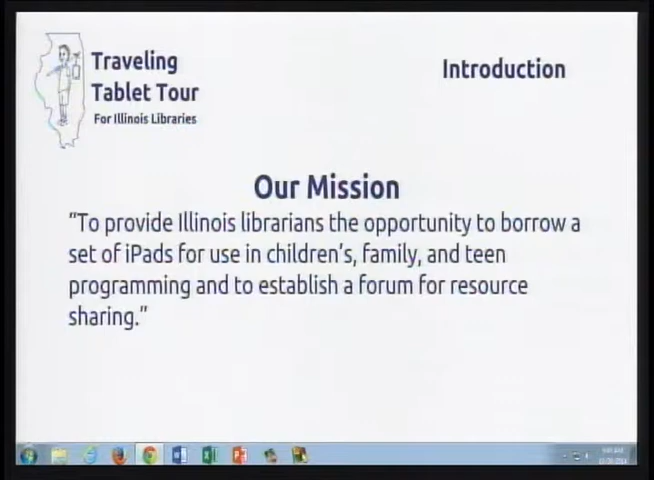 Traveling
Tablet Tour
For Illinois Libraries
Introduction
Our Mission
"To provide Illinois librarians the opportunity to borrow a
set of iPads for use in children's, family, and teen
programming and to establish a forum for resource
sharing."